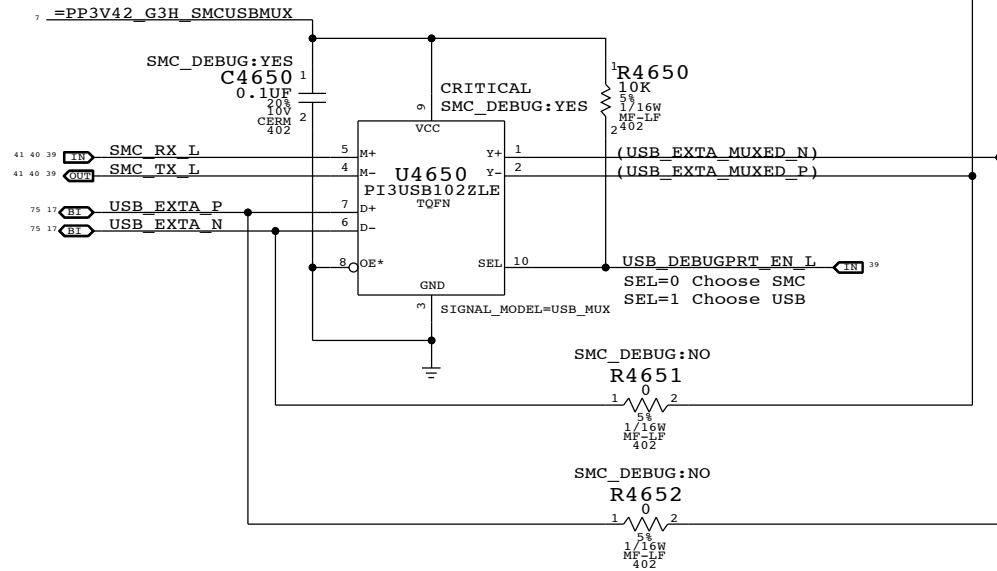 7 =PP3V42_G3H_SMCUSBMUX
SMC_DEBUG:YES
C4650 1
0.1UF
20%
10V
CERM 2
402
CRITICAL
SMC_DEBUG:YES
1 R4650
10K
5%
1/16W
MF-LF
2 402
9
VCC
41 40 39 IN SMC_RX_L 5 M+ Y+ 1 (USB_EXTA_MUXED_N)
41 40 39 OUT SMC_TX_L 4 M- Y- 2 (USB_EXTA_MUXED_P)
U4650
PI3USB102ZLE
TQFN
75 17 BI USB_EXTA_P 7 D+
75 17 BI USB_EXTA_N 6 D-
8 OE* SEL 10 USB_DEBUGPRT_EN_L IN 39
SEL=0 Choose SMC
SEL=1 Choose USB
GND
3 SIGNAL_MODEL=USB_MUX
SMC_DEBUG:NO
R4651
1 0 2
5%
1/16W
MF-LF
402
SMC_DEBUG:NO
R4652
1 0 2
5%
1/16W
MF-LF
402